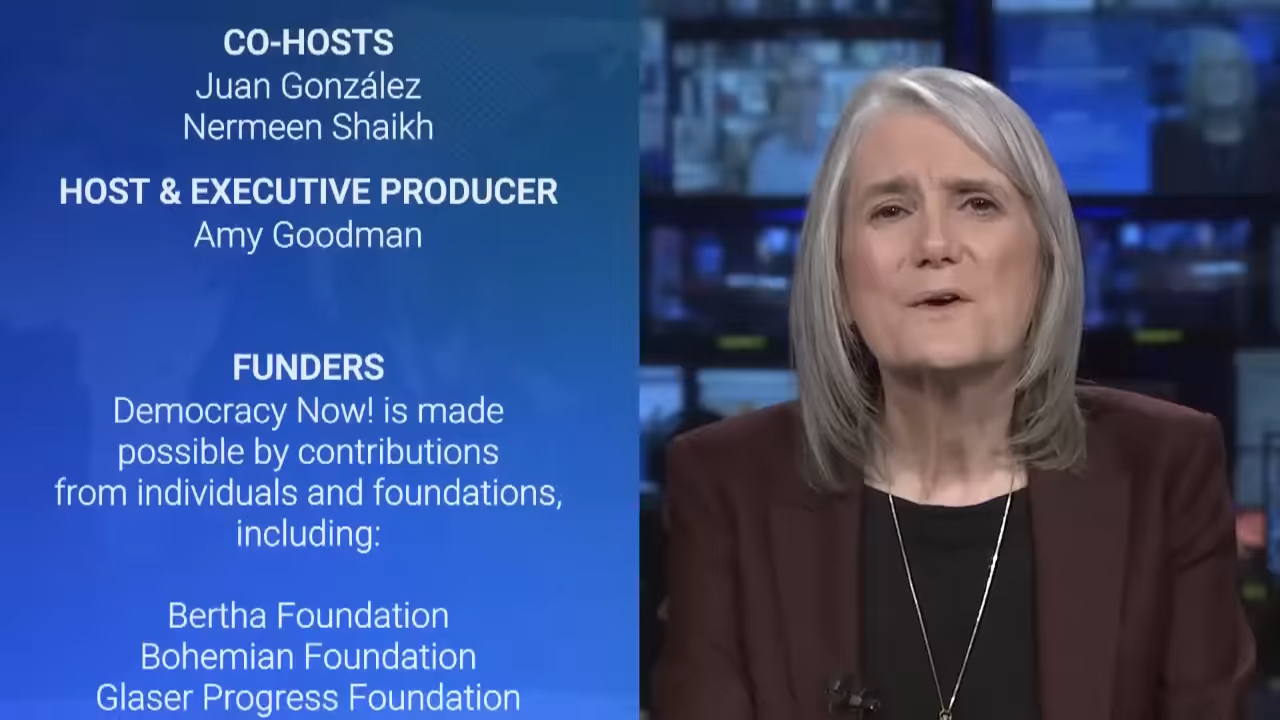 CO-HOSTS
Juan González
Nermeen Shaikh
HOST & EXECUTIVE PRODUCER
Amy Goodman
FUNDERS
Democracy Now! is made
possible by contributions
from individuals and foundations,
including:
Bertha Foundation
Bohemian Foundation
Glaser Progress Foundation